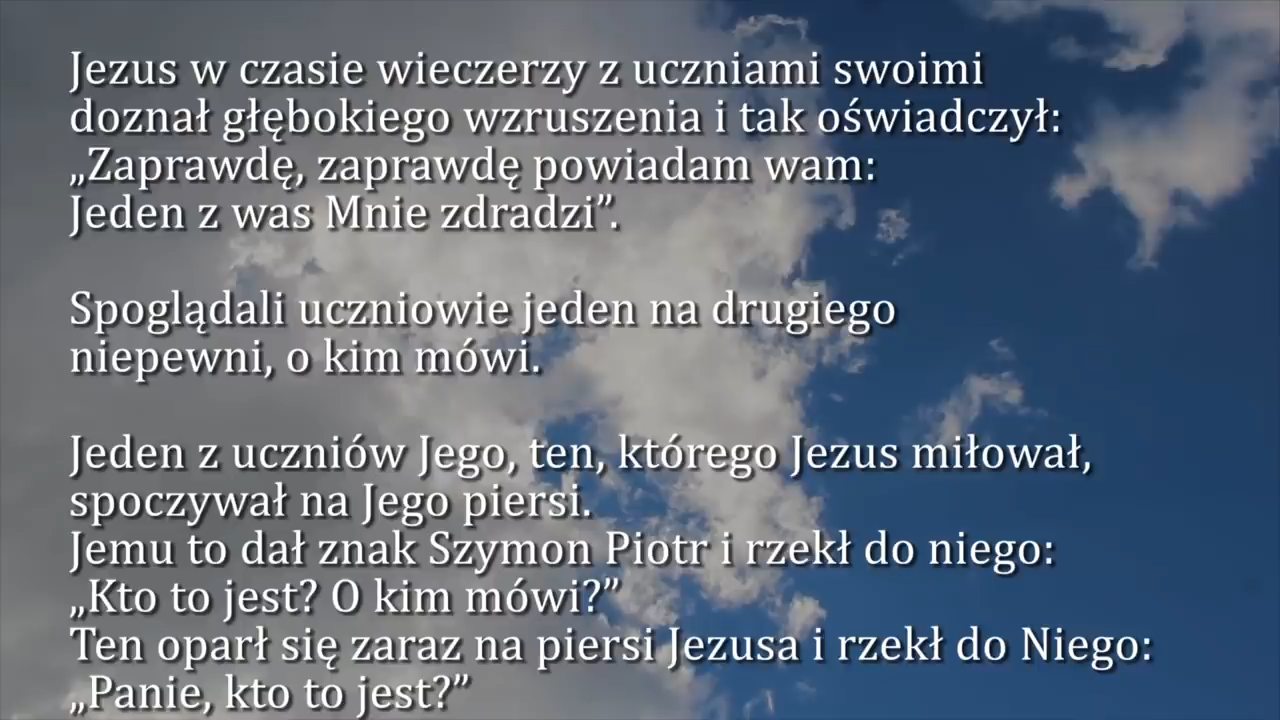 Jezus w czasie wieczerzy z uczniami swoimi
doznał głębokiego wzruszenia i tak oświadczył:
„Zaprawdę, zaprawdę powiadam wam:
Jeden z was Mnie zdradzi”.
Spoglądali uczniowie jeden na drugiego
niepewni, o kim mówi.
Jeden z uczniów Jego, ten, którego Jezus miłował,
spoczywał na Jego piersi.
Jemu to dał znak Szymon Piotr i rzekł do niego:
„Kto to jest? O kim mówi?”
Ten oparł się zaraz na piersi Jezusa i rzekł do Niego:
„Panie, kto to jest?”